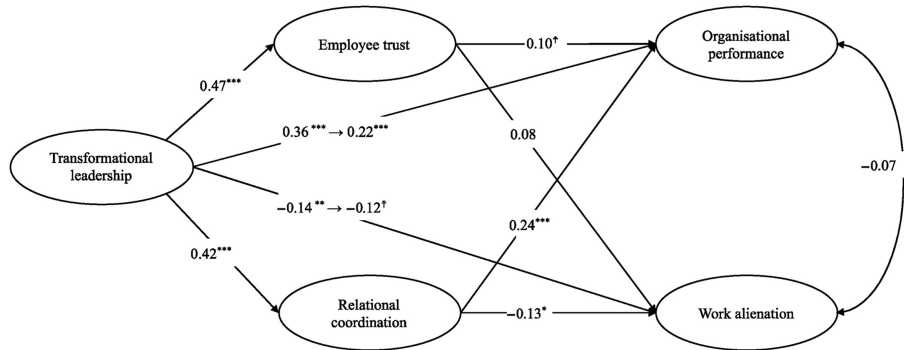 Employee trust
Organisational
performance
0.10†
0.47***
0.36 *** → 0.22***
0.08
Transformational
leadership
−0.07
−0.14 ** → −0.12†
0.24***
0.42***
Relational
coordination
−0.13*
Work alienation